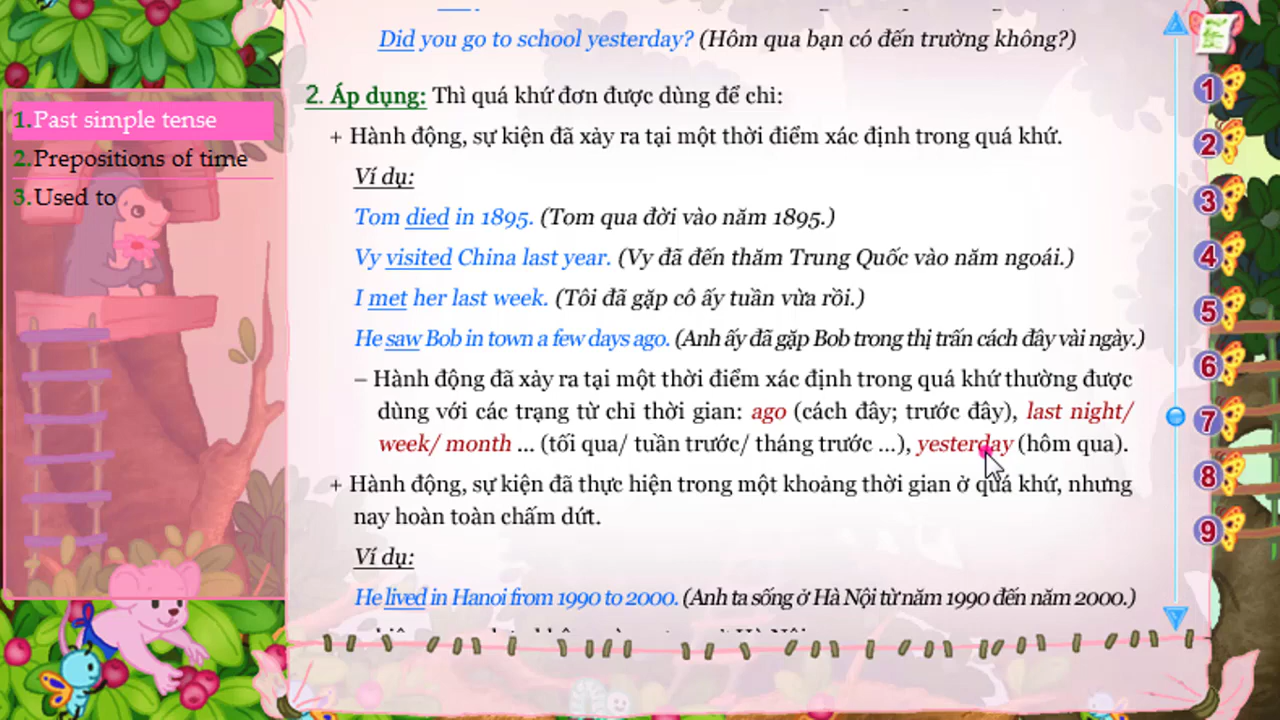 1.Past simple tense
2.Prepositions of time
3.Used to
Did you go to school yesterday? (Hôm qua bạn có đến trường không?)
2. Áp dụng: Thì quá khứ đơn được dùng để chỉ:
+ Hành động, sự kiện đã xảy ra tại một thời điểm xác định trong quá khứ.
Ví dụ:
Tom died in 1895. (Tom qua đời vào năm 1895.)
Vy visited China last year. (Vy đã đến thăm Trung Quốc vào năm ngoái.)
I met her last week. (Tôi đã gặp cô ấy tuần vừa rồi.)
He saw Bob in town a few days ago. (Anh ấy đã gặp Bob trong thị trấn cách đây vài ngày.)
– Hành động đã xảy ra tại một thời điểm xác định trong quá khứ thường được
dùng với các trạng từ chỉ thời gian: ago (cách đây; trước đây), last night/
week/ month ... (tối qua/ tuần trước/ tháng trước ...), yesterday (hôm qua).
+ Hành động, sự kiện đã thực hiện trong một khoảng thời gian ở quá khứ, nhưng
nay hoàn toàn chấm dứt.
Ví dụ:
He lived in Hanoi from 1990 to 2000. (Anh ta sống ở Hà Nội từ năm 1990 đến năm 2000.)
1
2
3
4
5
6
7
8
9